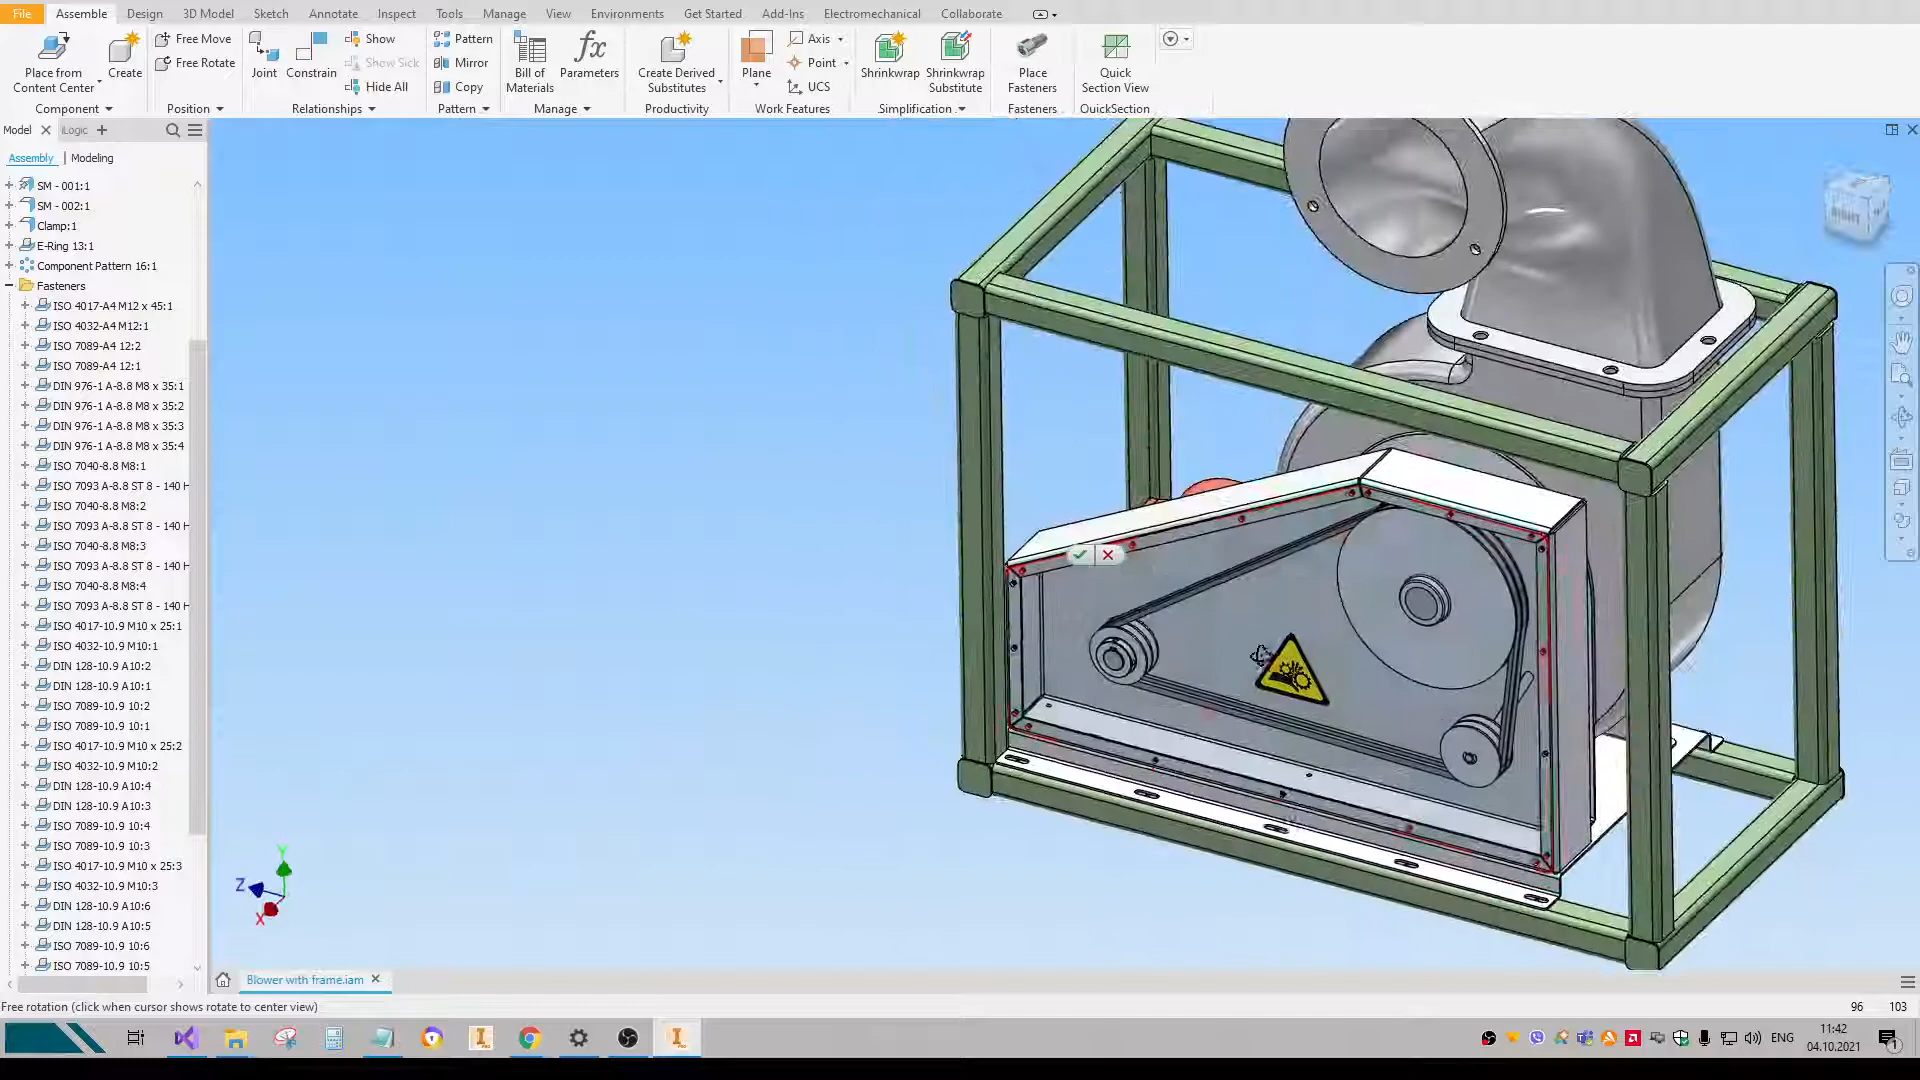 File Assemble Design 3D Model Sketch Annotate Inspect Tools Manage View Environments Get Started Add-Ins Electromechanical Collaborate
Place from Content Center
Create
Free Move
Free Rotate
Joint
Constrain
Show
Show Sick
Hide All
Pattern
Mirror
Copy
Bill of Materials
fx
Parameters
Create Derived Substitutes
Plane
Axis
Point
UCS
Shrinkwrap
Shrinkwrap Substitute
Place Fasteners
Quick Section View
Component Position Relationships Pattern Manage Productivity Work Features Simplification Fasteners QuickSection
Model iLogic
Assembly | Modeling
SM - 001:1
SM - 002:1
Clamp:1
E-Ring 13:1
Component Pattern 16:1
Fasteners
ISO 4017-A4 M12 x 45:1
ISO 4032-A4 M12:1
ISO 7089-A4 12:2
ISO 7089-A4 12:1
DIN 976-1 A-8.8 M8 x 35:1
DIN 976-1 A-8.8 M8 x 35:2
DIN 976-1 A-8.8 M8 x 35:3
DIN 976-1 A-8.8 M8 x 35:4
ISO 7040-8.8 M8:1
ISO 7093 A-8.8 ST 8 - 140 H
ISO 7040-8.8 M8:2
ISO 7093 A-8.8 ST 8 - 140 H
ISO 7040-8.8 M8:3
ISO 7093 A-8.8 ST 8 - 140 H
ISO 7040-8.8 M8:4
ISO 7093 A-8.8 ST 8 - 140 H
ISO 4017-10.9 M10 x 25:1
ISO 4032-10.9 M10:1
DIN 128-10.9 A10:2
DIN 128-10.9 A10:1
ISO 7089-10.9 10:2
ISO 7089-10.9 10:1
ISO 4017-10.9 M10 x 25:2
ISO 4032-10.9 M10:2
DIN 128-10.9 A10:4
DIN 128-10.9 A10:3
ISO 7089-10.9 10:4
ISO 7089-10.9 10:3
ISO 4017-10.9 M10 x 25:3
ISO 4032-10.9 M10:3
DIN 128-10.9 A10:6
DIN 128-10.9 A10:5
ISO 7089-10.9 10:6
ISO 7089-10.9 10:5
Y
Z
X
Blower with frame.iam
Free rotation (click when cursor shows rotate to center view)
96 103
ENG
11:42
04.10.2021
1